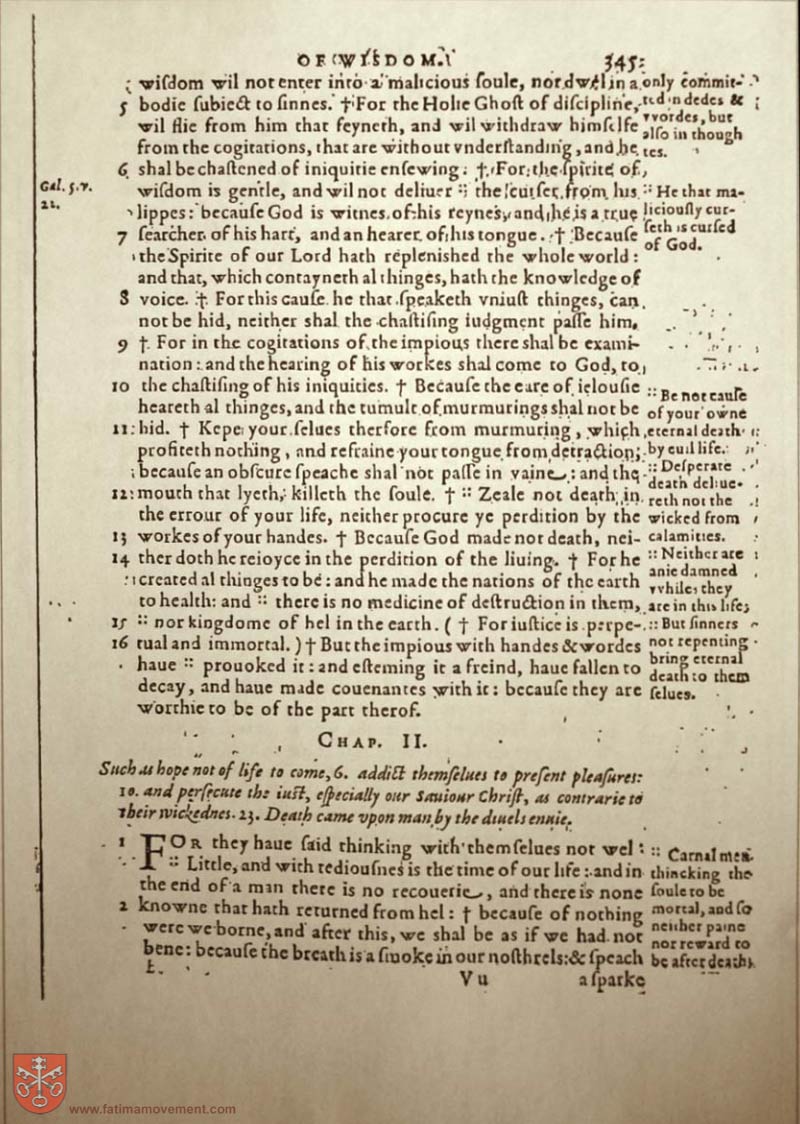 OF WISDOM.
345.
wiſdom wil not enter into a malicious ſoule, nor dwel in a
5 bodie ſubiect to ſinnes. † For the Holie Ghoſt of diſcipline,
wil flie from him that feyneth, and wil withdraw himſelfe
from the cogitations, that are without vnderſtanding, and he
6 ſhal be chaſtened of iniquitie enſewing. † For the ſpirite of
wiſdom is gentle, and wil not deliuer :: the curſer from his
lippes: becauſe God is witnes of his reynes, and he is a true
7 ſearcher of his hart, and an hearer of his tongue. † Becauſe
the Spirite of our Lord hath repleniſhed the whole world:
and that, which contayneth al thinges, hath the knowledge of
8 voice. † For this cauſe he that ſpeaketh vniuſt thinges, can
not be hid, neither shal the chaſtiſing iudgment paſſe him.
9 † For in the cogitations of the impious there shal be exami-
nation: and the hearing of his workes shal come to God, to
10 the chaſtiſing of his iniquities. † Becauſe the eare of ielouſie
heareth al thinges, and the tumult of murmurings shal not be
11 hid. † Kepe your ſelues therfore from murmuring, which
profiteth nothing, and refraine your tongue from detraction;
becauſe an obſcure ſpeache shal not paſſe in vaine: and the
12 mouth that lyeth, killeth the ſoule. † :: Zeale not death in
the errour of your life, neither procure ye perdition by the
13 workes of your handes. † Becauſe God made not death, nei-
14 ther doth he reioyce in the perdition of the liuing. † For he
created al thinges to be: and he made the nations of the earth
to health: and :: there is no medicine of deſtruction in them,
15 :: nor kingdome of hel in the earth. († For iuſtice is perpe-
16 tual and immortal.) † But the impious with handes & wordes
haue :: prouoked it: and eſteming it a freind, haue fallen to
decay, and haue made couenantes with it: becauſe they are
worthie to be of the part therof.
Gal. 5. v.
21.
only commit-
ted in dedes &
vvordes, but
alſo in though
tes.
:: He that ma-
liciouſly cur-
ſeth is curſed
of God.
:: Be not cauſe
of your owne
eternal death
by euil life.
:: Deſperate
death deliue-
reth not the
wicked from
calamities.
:: Neither are
anie damned
vvhiles they
are in this life;
:: But ſinners
not repenting
bring eternal
death to them
ſelues.
CHAP. II.
Such as hope not of life to come, 6. addict themſelues to preſent pleaſures:
10. and perſecute the iuſt, eſpecially our Sauiour Chriſt, as contrarie to
their wickednes. 23. Death came vpon man by the diuels enuie.
1 FOR they haue ſaid thinking with themſelues not wel:
:: Little, and with tediouſnes is the time of our life: and in
the end of a man there is no recouerie, and there is none
2 knowne that hath returned from hel: † becauſe of nothing
were we borne, and after this, we shal be as if we had not
bene: becauſe the breath is a ſmoke in our noſthrels: & ſpeach
:: Carnal men
thincking the
ſoule to be
mortal, and ſo
neither paine
nor reward to
be after death.
V u
a ſparke
www.fatimamovement.com